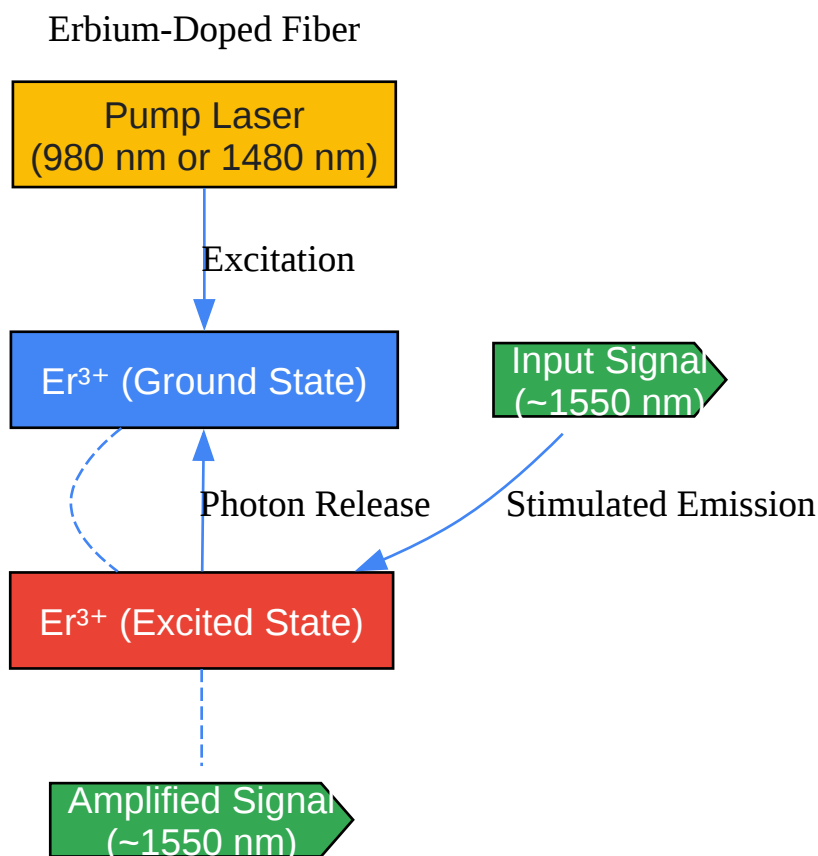 Erbium-Doped Fiber
Pump Laser
(980 nm or 1480 nm)
Excitation
Er³⁺ (Ground State)
Input Signal
(~1550 nm)
Photon Release
Stimulated Emission
Er³⁺ (Excited State)
Amplified Signal
(~1550 nm)